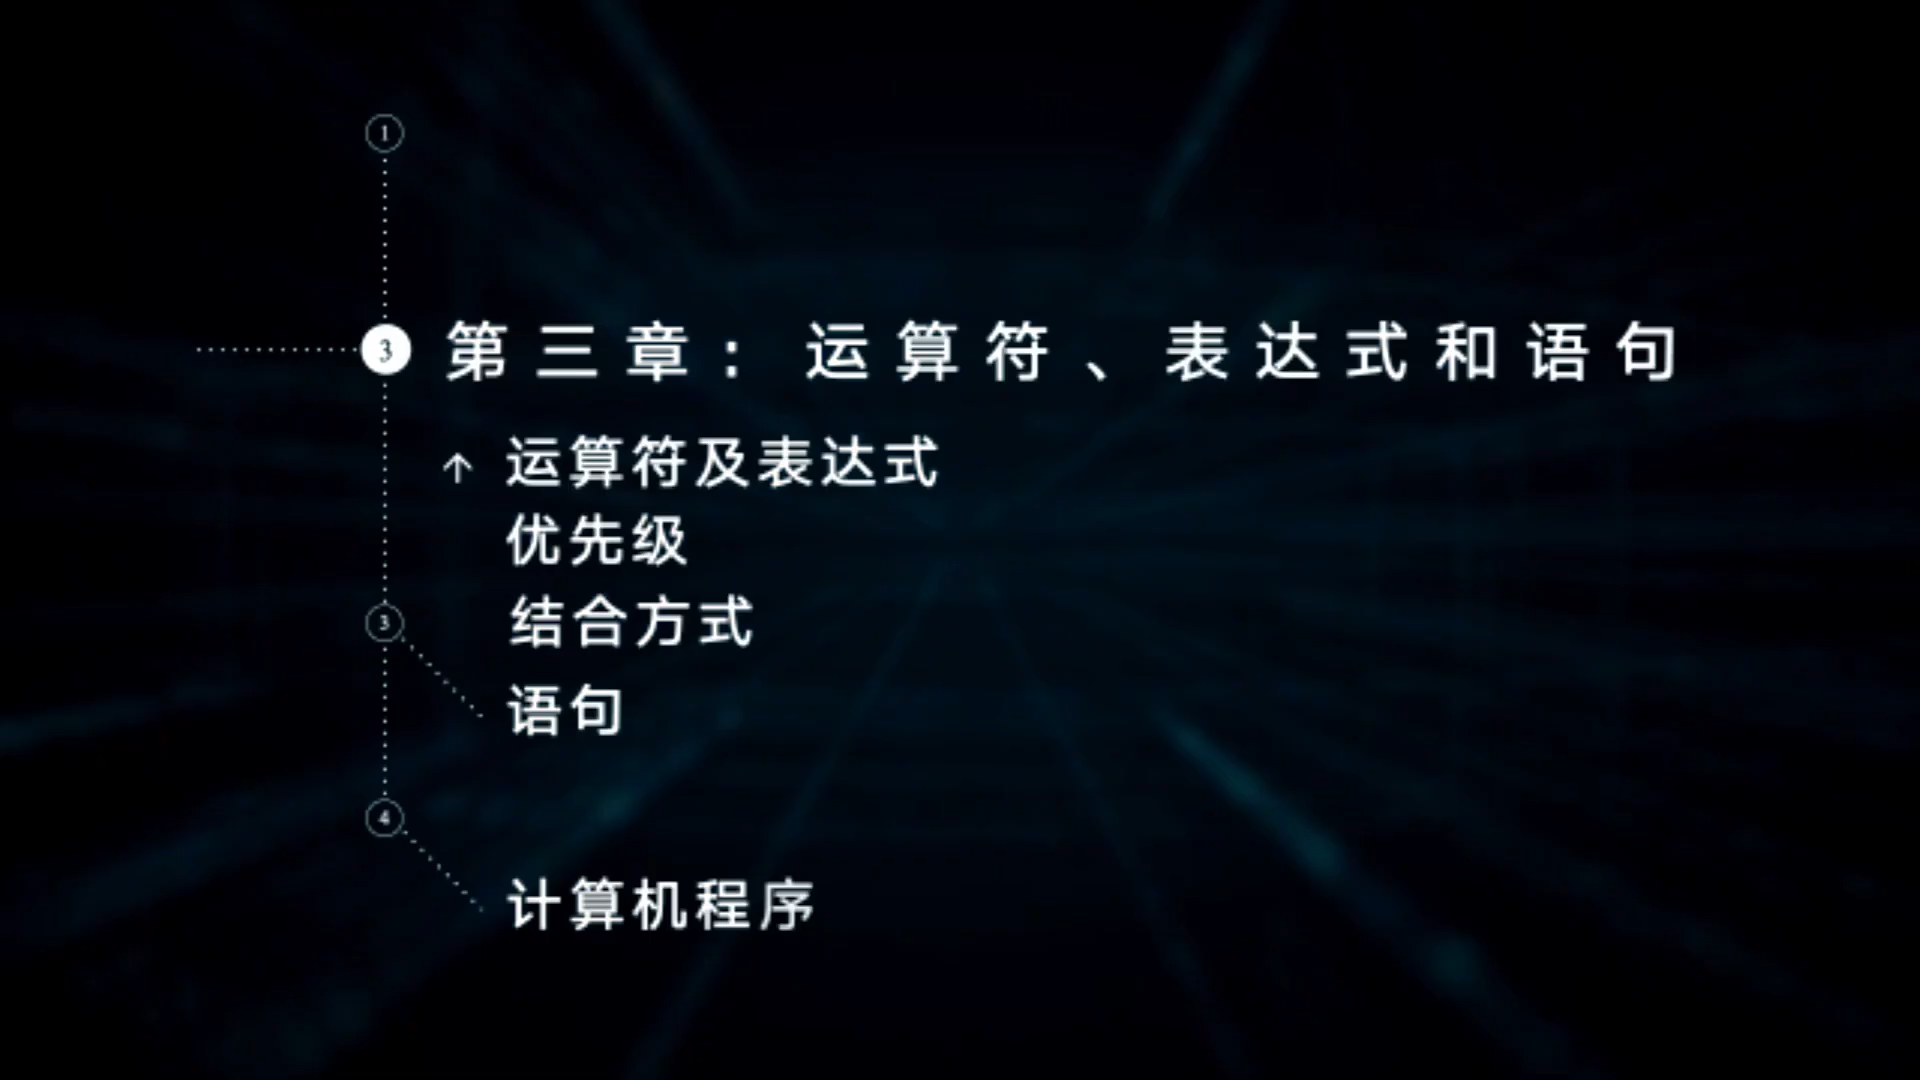 1
3 第三章：运算符、表达式和语句
↑ 运算符及表达式
优先级
结合方式
3
语句
4
计算机程序